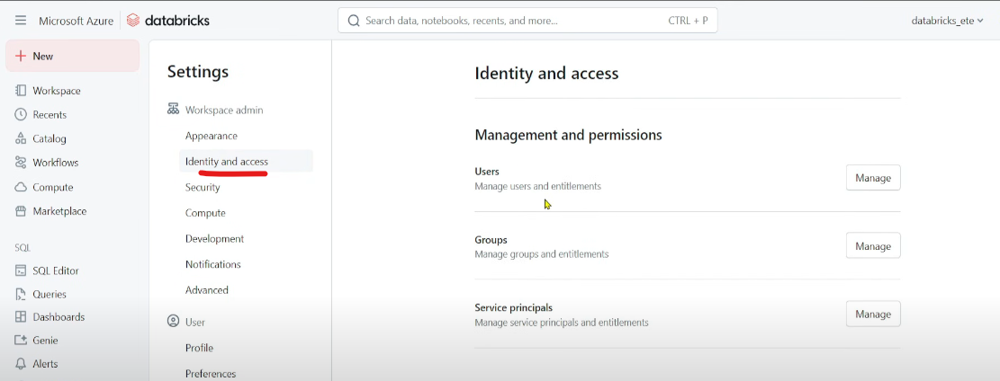 Microsoft Azure databricks
Search data, notebooks, recents, and more... CTRL + P
databricks_ete
New
Workspace
Recents
Catalog
Workflows
Compute
Marketplace
SQL
SQL Editor
Queries
Dashboards
Genie
Alerts
Settings
Workspace admin
Appearance
Identity and access
Security
Compute
Development
Notifications
Advanced
User
Profile
Preferences
Identity and access
Management and permissions
Users
Manage users and entitlements
Manage
Groups
Manage groups and entitlements
Manage
Service principals
Manage service principals and entitlements
Manage